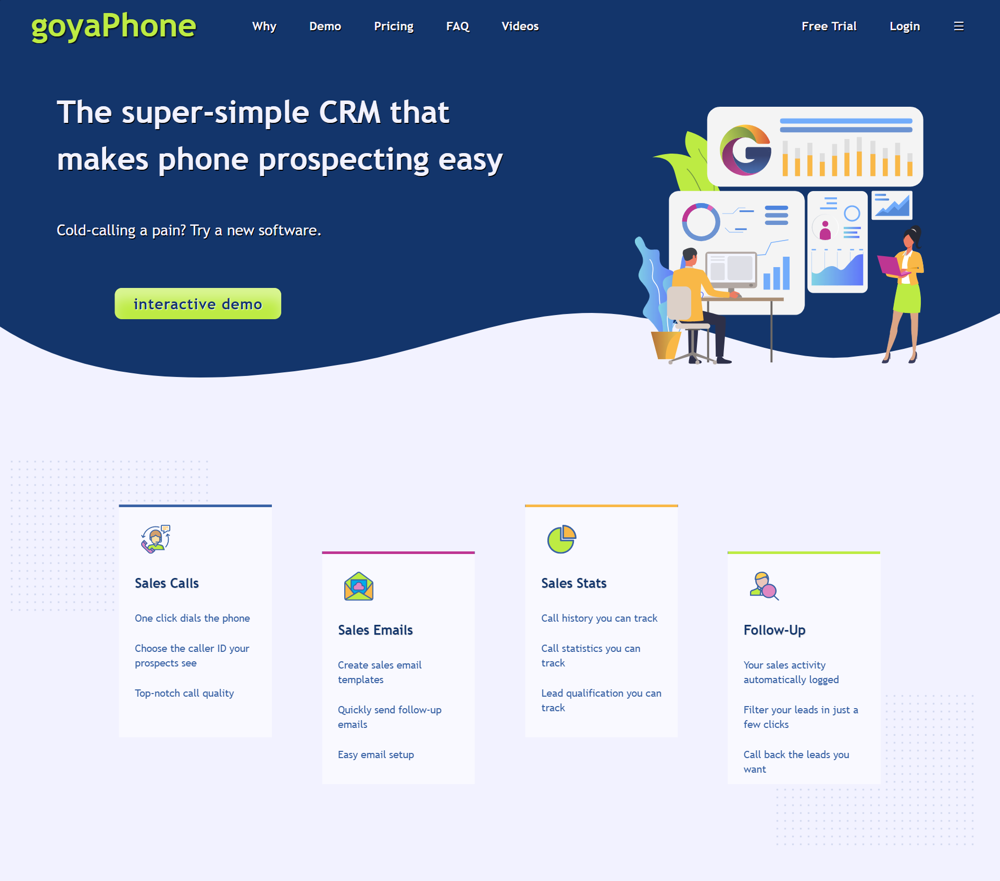 goyaPhone
Why
Demo
Pricing
FAQ
Videos
Free Trial
Login
The super-simple CRM that
makes phone prospecting easy
Cold-calling a pain? Try a new software.
interactive demo
Sales Calls
One click dials the phone
Choose the caller ID your
prospects see
Top-notch call quality
Sales Emails
Create sales email
templates
Quickly send follow-up
emails
Easy email setup
Sales Stats
Call history you can track
Call statistics you can
track
Lead qualification you can
track
Follow-Up
Your sales activity
automatically logged
Filter your leads in just a
few clicks
Call back the leads you
want